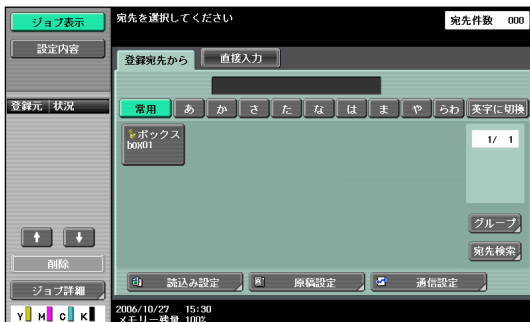 ジョブ表示
宛先を選択してください
宛先件数 000
設定内容
登録宛先から
直接入力
登録元 状況
常用 あ か さ た な は ま や らわ 英字に切換
ボックス
box01
1/ 1
グループ
宛先検索
削除
ジョブ詳細
読込み設定
原稿設定
通信設定
Y M C K
2006/10/27 15:30
メモリー残量 100%